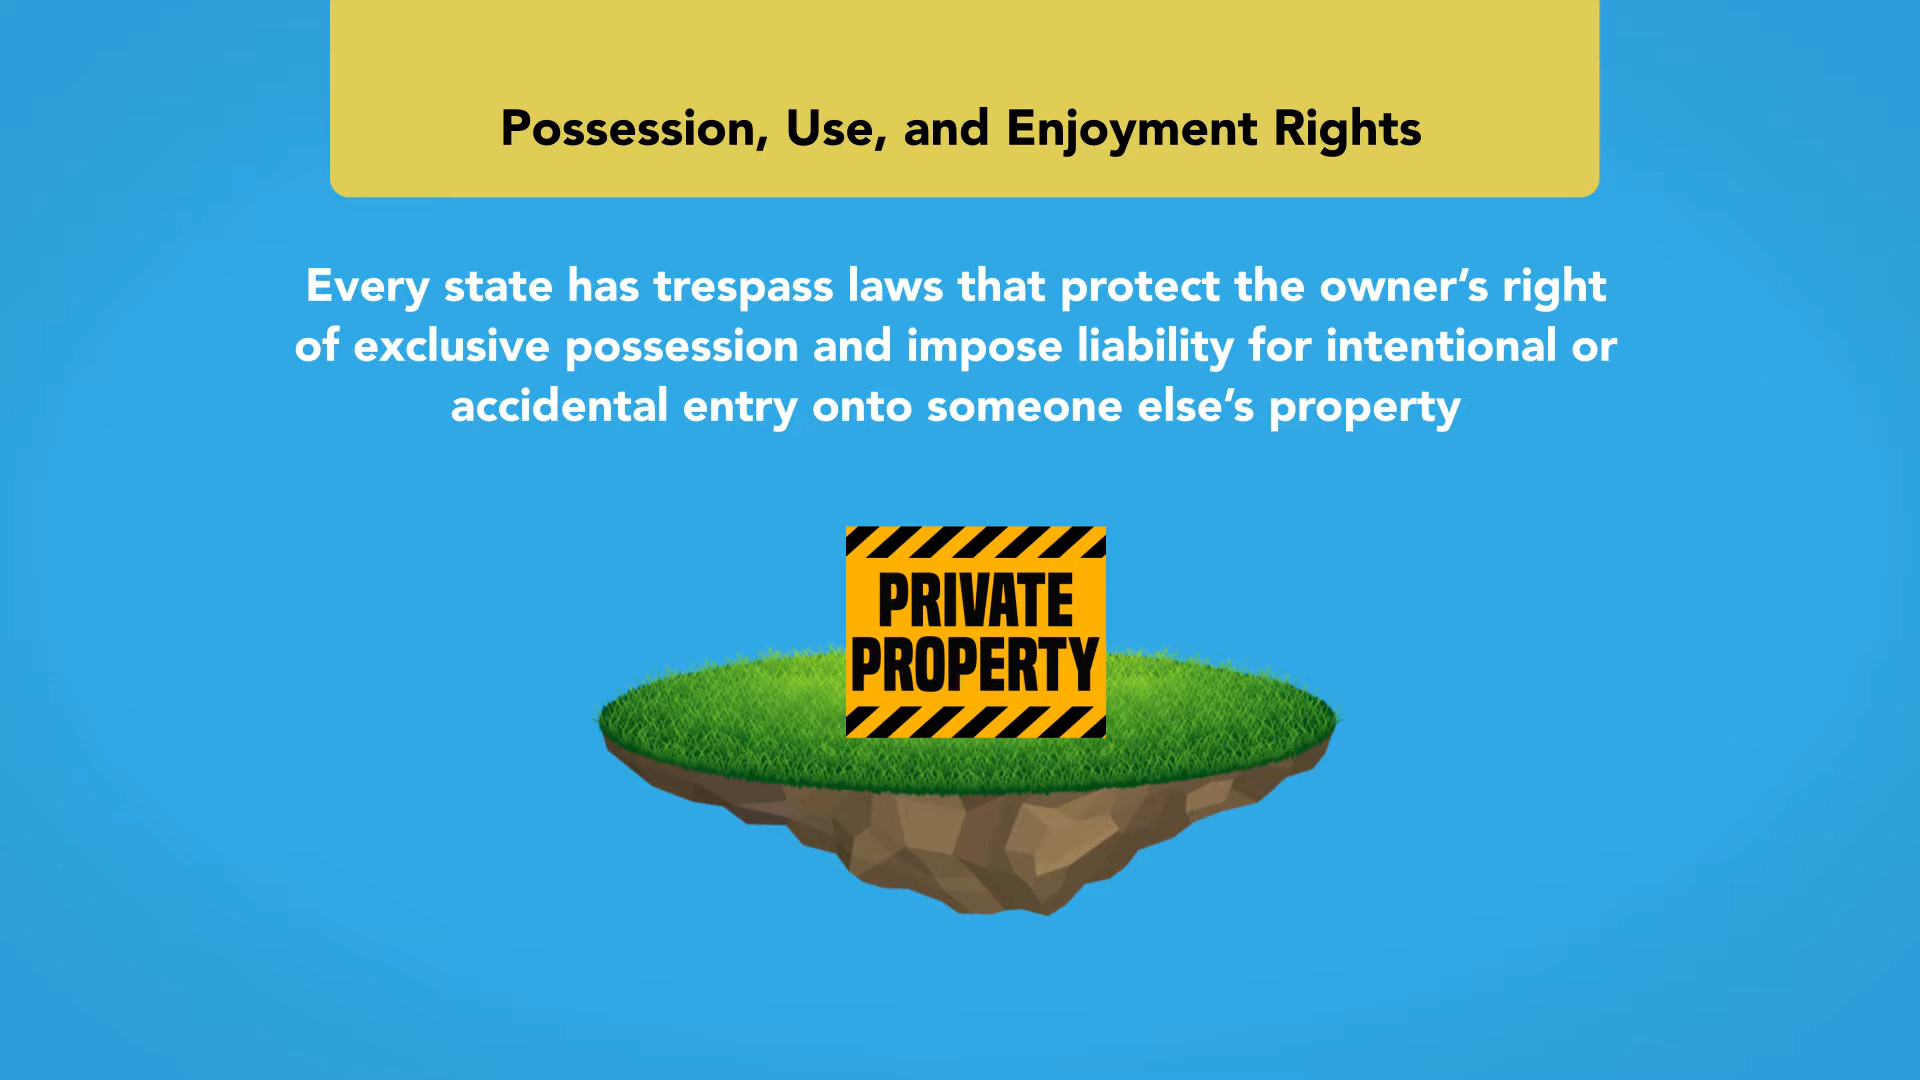 Possession, Use, and Enjoyment Rights
Every state has trespass laws that protect the owner’s right
of exclusive possession and impose liability for intentional or
accidental entry onto someone else’s property
PRIVATE
PROPERTY